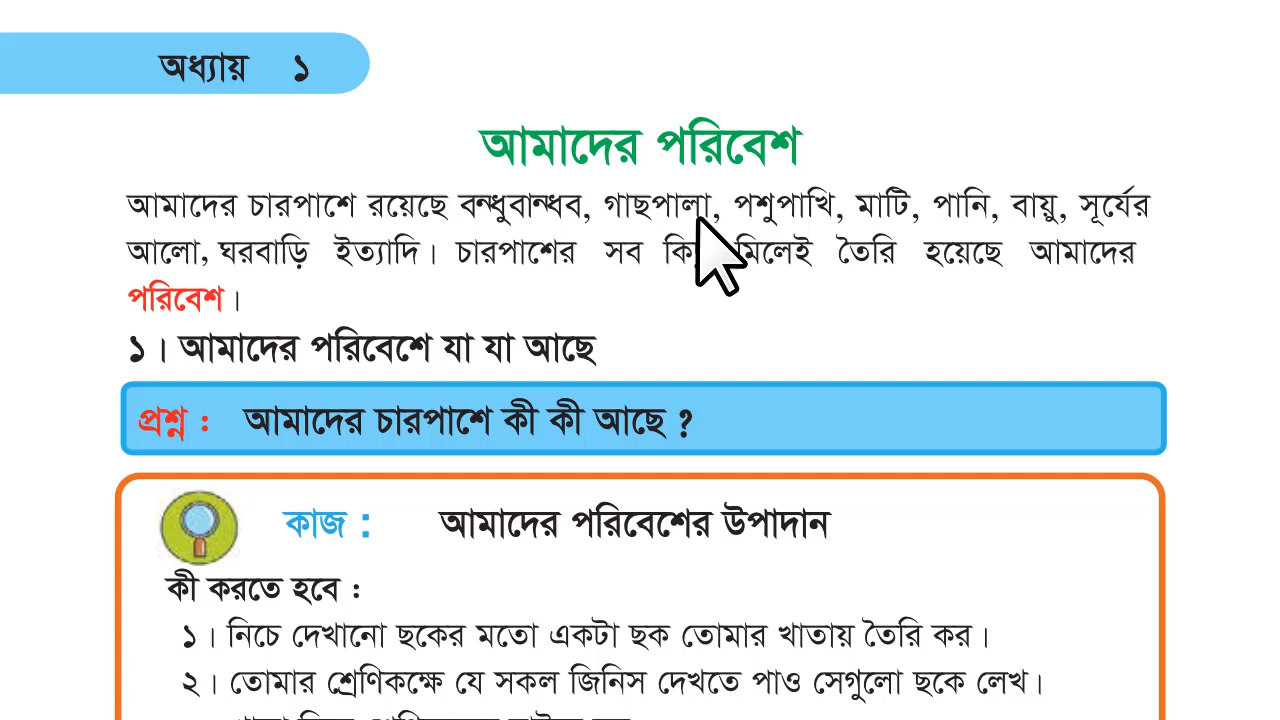 অধ্যায় ১
আমাদের পরিবেশ
আমাদের চারপাশে রয়েছে বন্ধুবান্ধব, গাছপালা, পশুপাখি, মাটি, পানি, বায়ু, সূর্যের
আলো, ঘরবাড়ি ইত্যাদি। চারপাশের সব মিলেই তৈরি হয়েছে আমাদের
পরিবেশ।
১। আমাদের পরিবেশে যা যা আছে
প্রশ্ন : আমাদের চারপাশে কী কী আছে ?
কাজ : আমাদের পরিবেশের উপাদান
কী করতে হবে :
১। নিচে দেখানো ছকের মতো একটা ছক তোমার খাতায় তৈরি কর।
২। তোমার শ্রেণিকক্ষে যে সকল জিনিস দেখতে পাও সেগুলো ছকে লেখ।